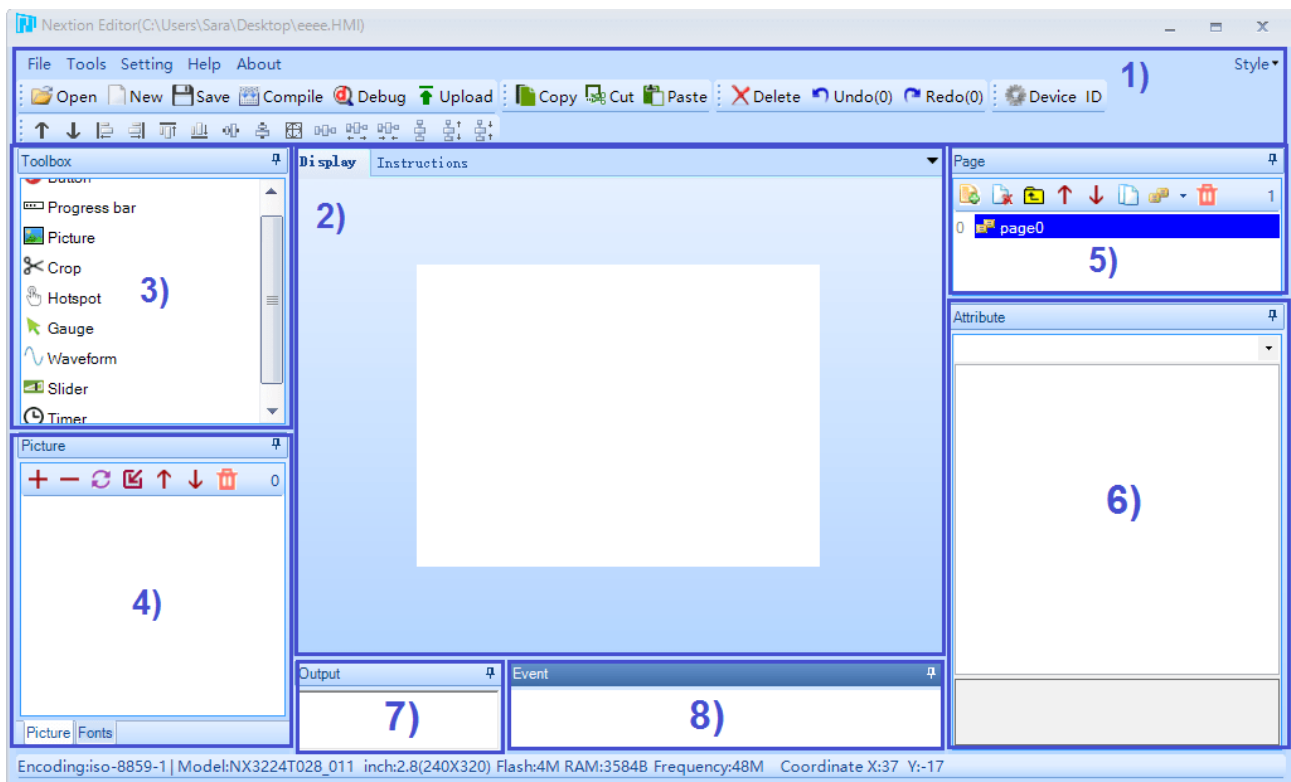 Nextion Editor(C:\Users\Sara\Desktop\eeee.HMI)
File Tools Setting Help About
Style
1)
Open New Save Compile Debug Upload Copy Cut Paste Delete Undo(0) Redo(0) Device ID
Toolbox
Button
Progress bar
Picture
Crop
Hotspot
Gauge
Waveform
Slider
Timer
3)
Display Instructions
2)
Page
1
0 page0
5)
Attribute
6)
Picture
0
4)
Picture Fonts
Output
7)
Event
8)
Encoding:iso-8859-1|Model:NX3224T028_011 inch:2.8(240X320) Flash:4M RAM:3584B Frequency:48M Coordinate X:37 Y:-17